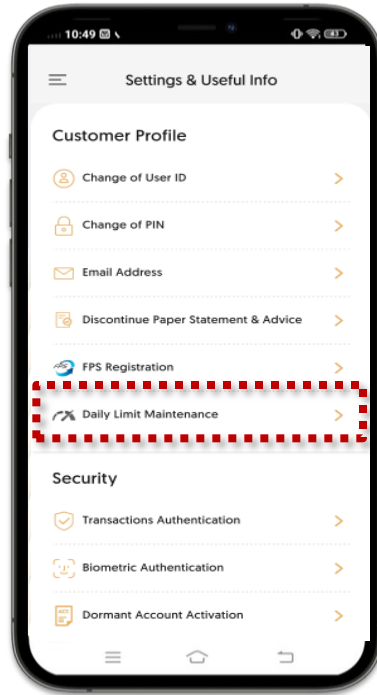 10:49
43
Settings & Useful Info
Customer Profile
Change of User ID
Change of PIN
Email Address
Discontinue Paper Statement & Advice
FPS Registration
Daily Limit Maintenance
Security
Transactions Authentication
Biometric Authentication
Dormant Account Activation